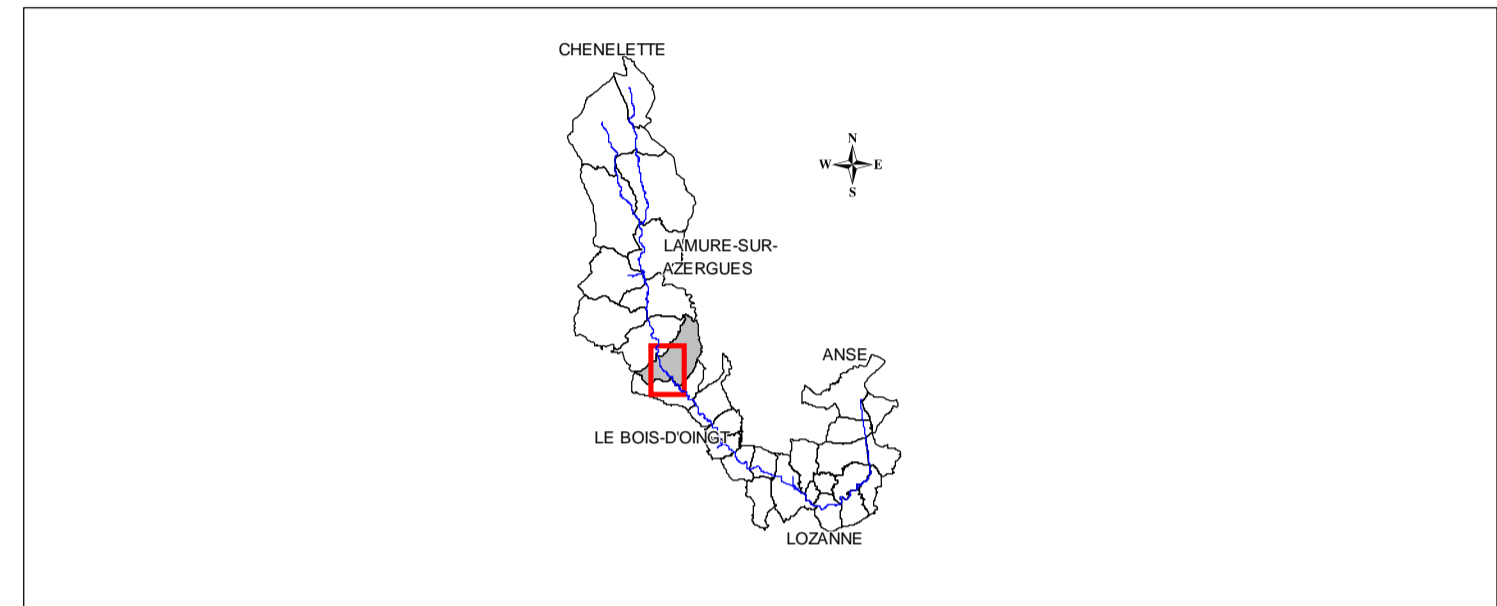 CHENELETTE
N
W E
S
LAMURE-SUR-
AZERGUES
ANSE
LE BOIS-D'OINGT
LOZANNE